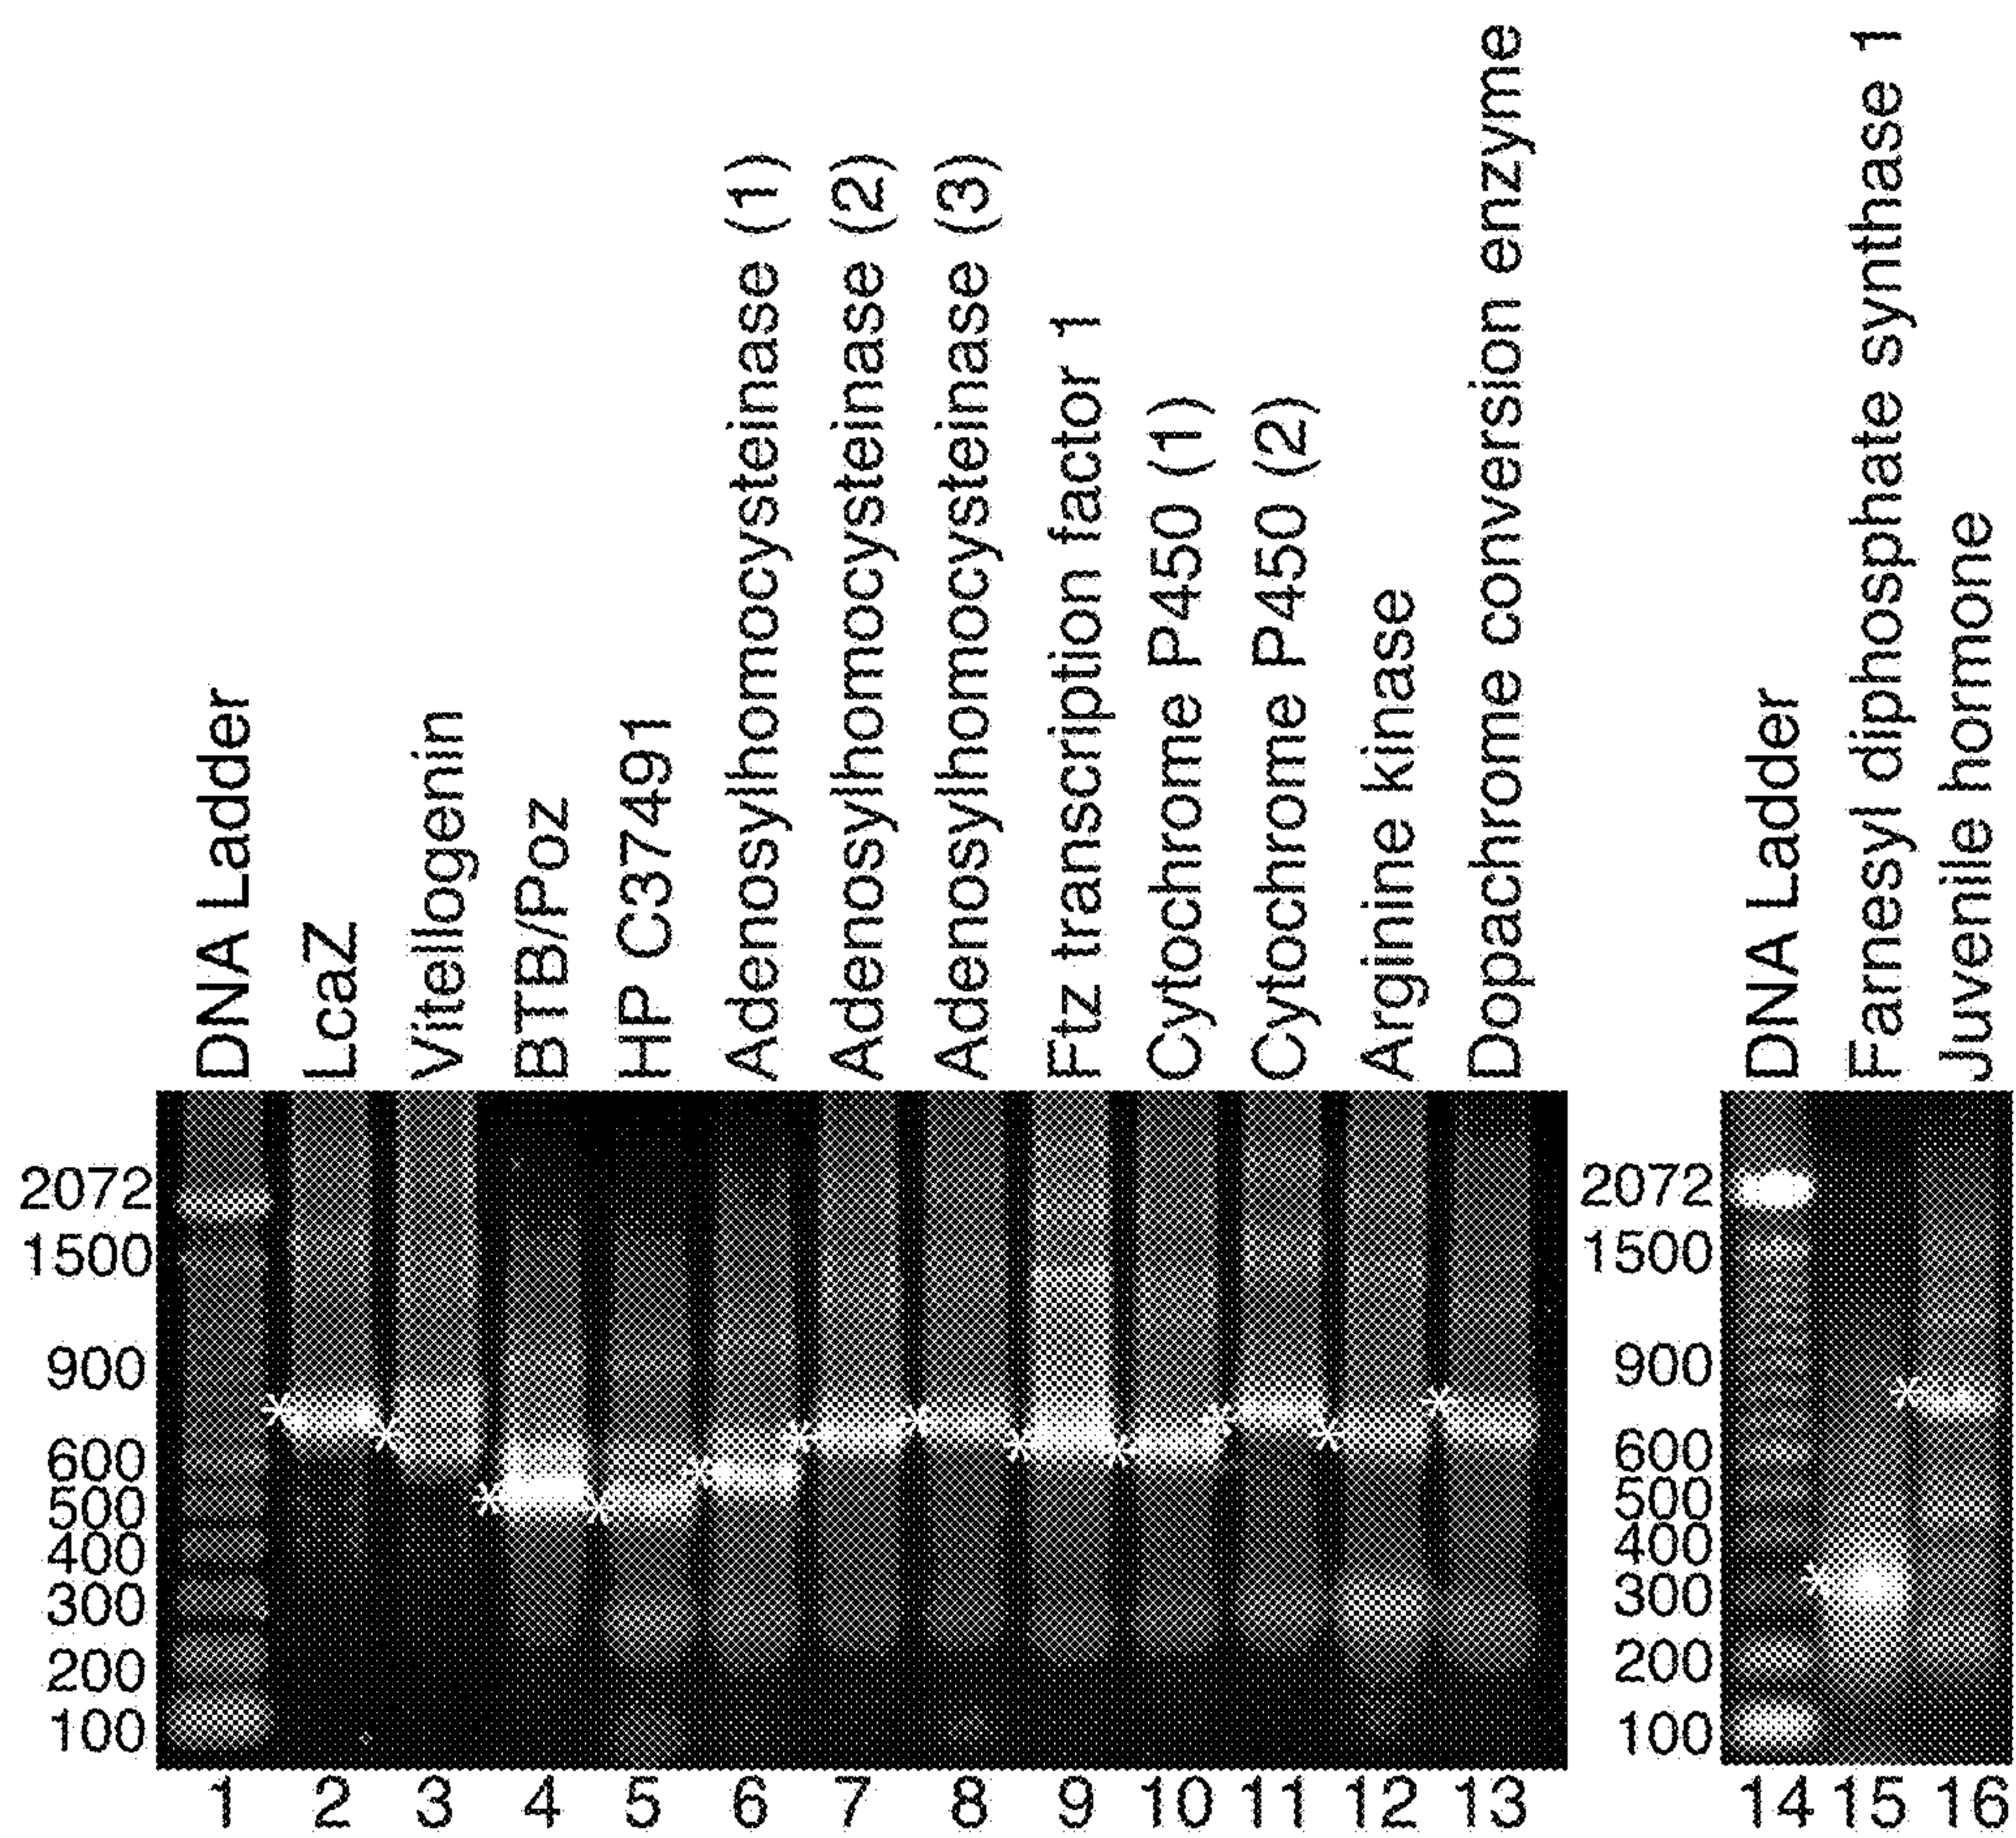 DNA Ladder
LcaZ
Vitellogenin
BTB/Poz
HP C37491
Adenosylhomocysteinase (1)
Adenosylhomocysteinase (2)
Adenosylhomocysteinase (3)
Ftz transcription factor 1
Cytochrome P450 (1)
Cytochrome P450 (2)
Arginine kinase
Dopachrome conversion enzyme
2072
1500
900
600
500
400
300
200
100
* * * * * * * * * * * *
1 2 3 4 5 6 7 8 9 10 11 12 13
DNA Ladder
Farnesyl diphosphate synthase 1
Juvenile hormone
2072
1500
900
600
500
400
300
200
100
* *
14 15 16